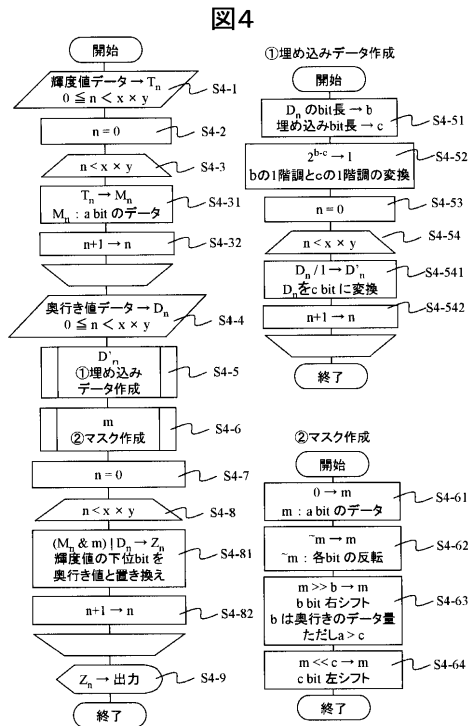 図4
開始
輝度値データ → Tn
0 ≦ n < x × y
S4-1
n = 0
S4-2
n < x × y
S4-3
Tn → Mn
Mn : a bit のデータ
S4-31
n+1 → n
S4-32
奥行き値データ → Dn
0 ≦ n < x × y
S4-4
D'n
①埋め込み
データ作成
S4-5
m
②マスク作成
S4-6
n = 0
S4-7
n < x × y
S4-8
(Mn & m) | Dn → Zn
輝度値の下位bit を
奥行き値と置き換え
S4-81
n+1 → n
S4-82
Zn → 出力
S4-9
終了
①埋め込みデータ作成
開始
Dn のbit長 → b
埋め込みbit長 → c
S4-51
2^b-c → l
bの1階調とcの1階調の変換
S4-52
n = 0
S4-53
n < x × y
S4-54
Dn / l → D'n
Dnをc bit に変換
S4-541
n+1 → n
S4-542
終了
②マスク作成
開始
0 → m
m : a bit のデータ
S4-61
~m → m
~m : 各bit の反転
S4-62
m >> b → m
b bit 右シフト
b は奥行きのデータ量
ただしa > c
S4-63
m << c → m
c bit 左シフト
S4-64
終了